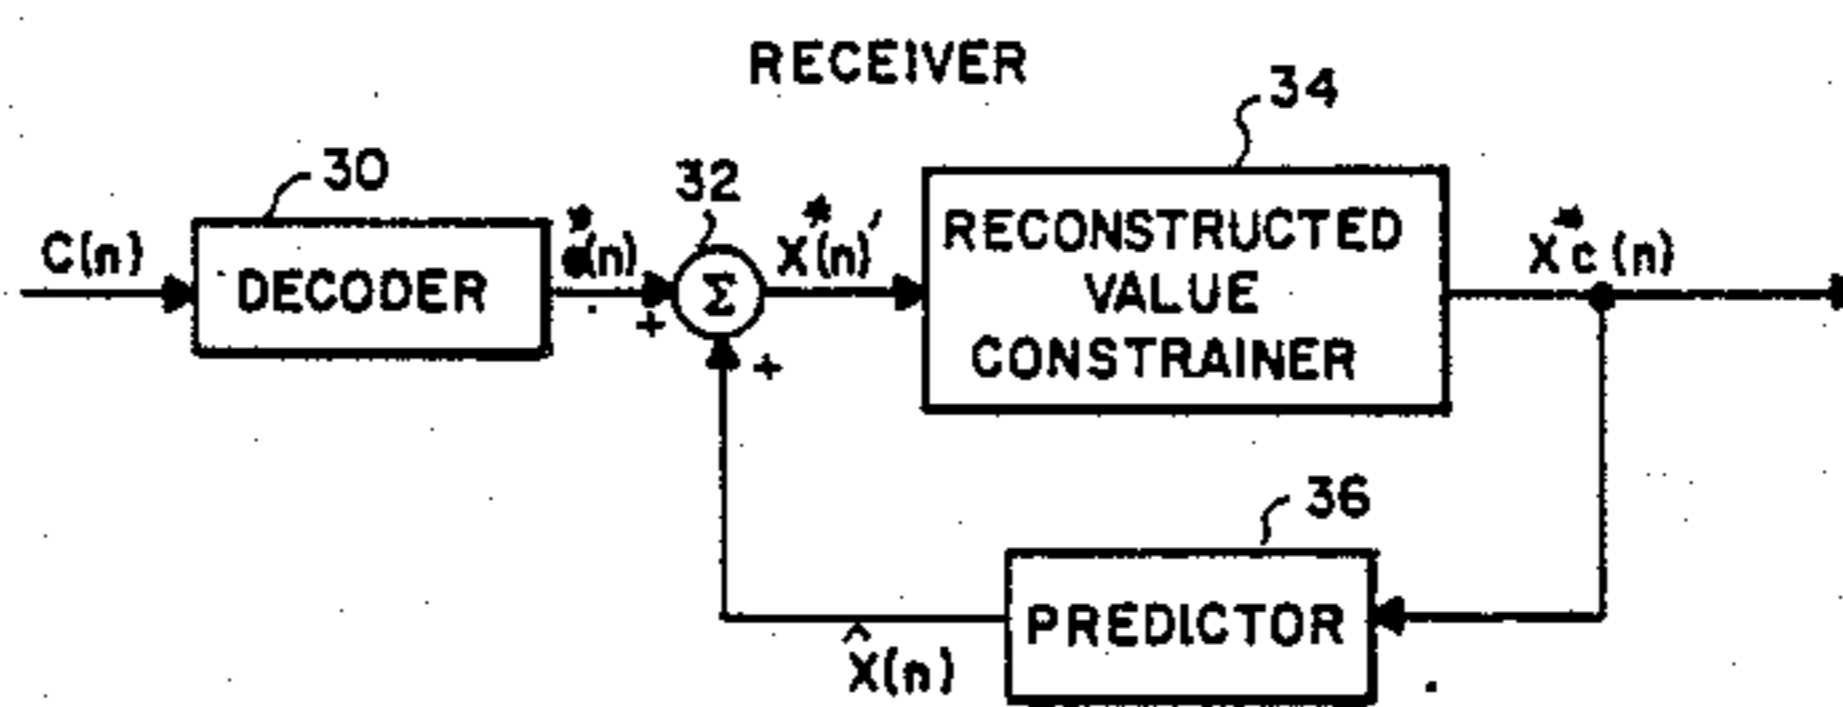 RECEIVER
34
30
32
C(n)
DECODER
*(n)
Σ
+
+
X*(n)'
RECONSTRUCTED
VALUE
CONSTRAINER
X*c(n)
36
PREDICTOR
X̂(n)